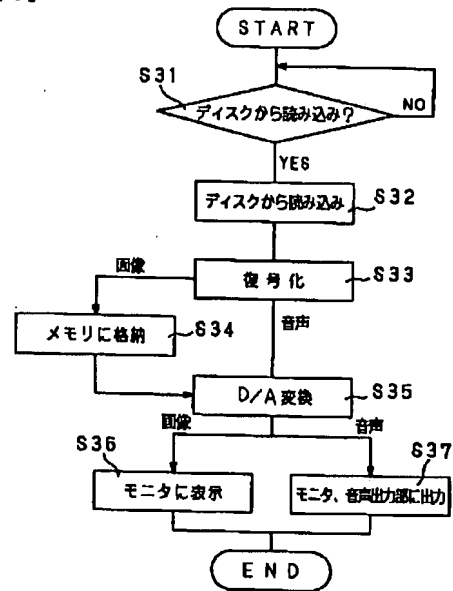 START
S31
ディスクから読み込み?
NO
YES
ディスクから読み込み
S32
画像
復号化
S33
メモリに格納
S34
音声
D/A変換
S35
画像
音声
S36
モニタに表示
S37
モニタ、音声出力部に出力
END